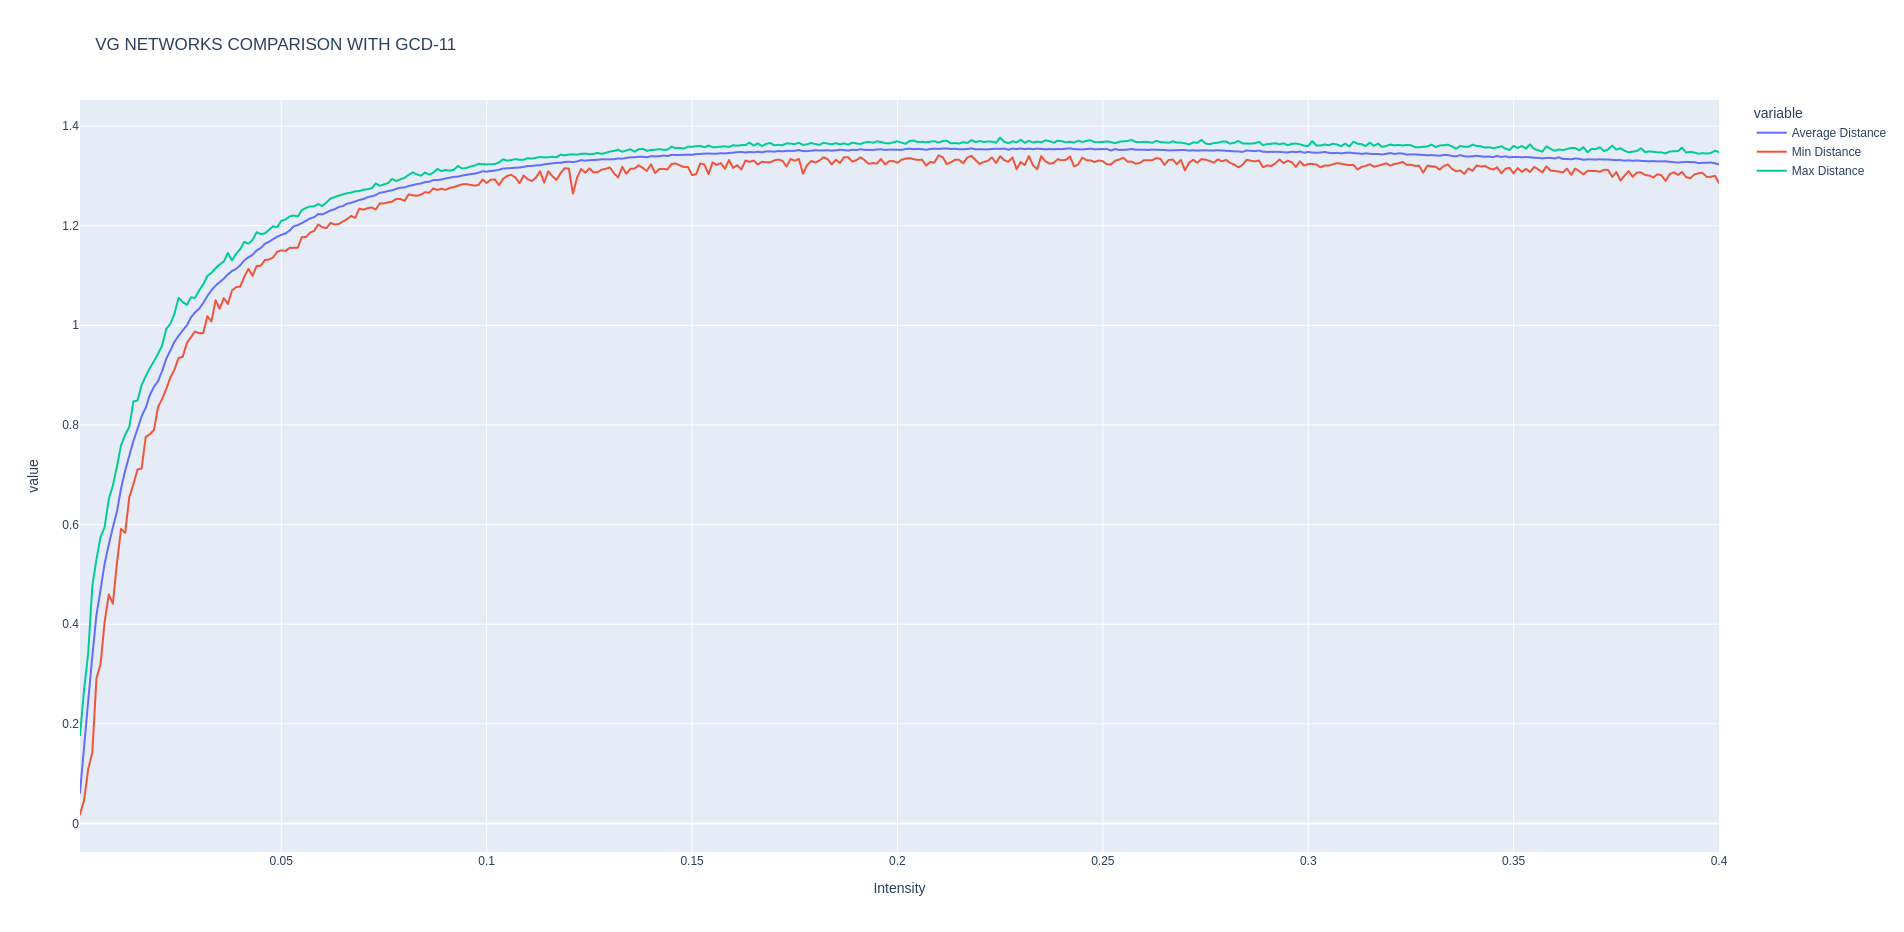 VG NETWORKS COMPARISON WITH GCD-11
variable
Average Distance
Min Distance
Max Distance
value
1.4
1.2
1
0.8
0.6
0.4
0.2
0
0.05
0.1
0.15
0.2
0.25
0.3
0.35
0.4
Intensity